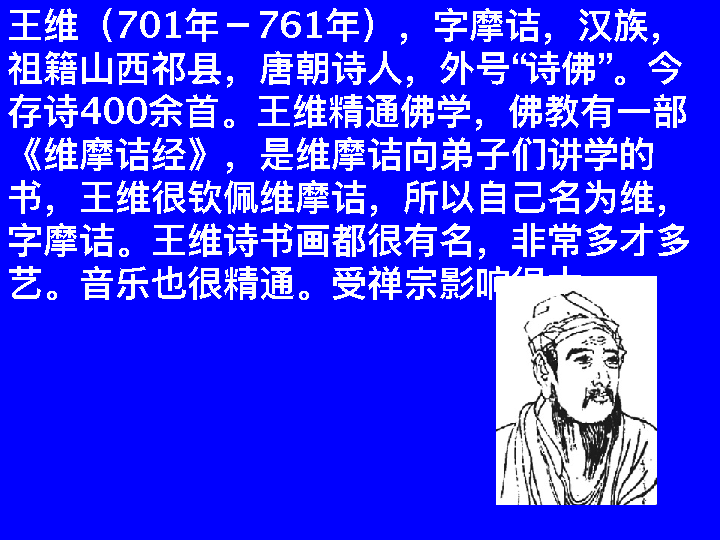 王维（701年－761年），字摩诘，汉族，
祖籍山西祁县，唐朝诗人，外号“诗佛”。今
存诗400余首。王维精通佛学，佛教有一部
《维摩诘经》，是维摩诘向弟子们讲学的
书，王维很钦佩维摩诘，所以自己名为维，
字摩诘。王维诗书画都很有名，非常多才多
艺。音乐也很精通。受禅宗影响很大